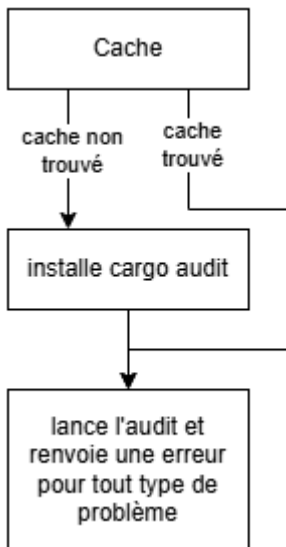 Cache
cache non
trouvé
cache
trouvé
installe cargo audit
lance l'audit et
renvoie une erreur
pour tout type de
problème